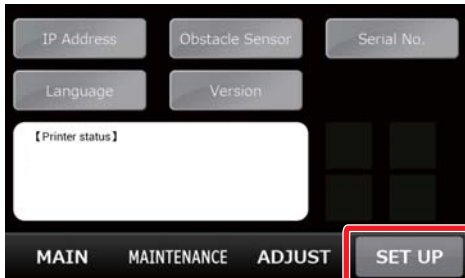 IP Address Obstacle Sensor Serial No.
Language Version
【Printer status】
MAIN MAINTENANCE ADJUST SET UP